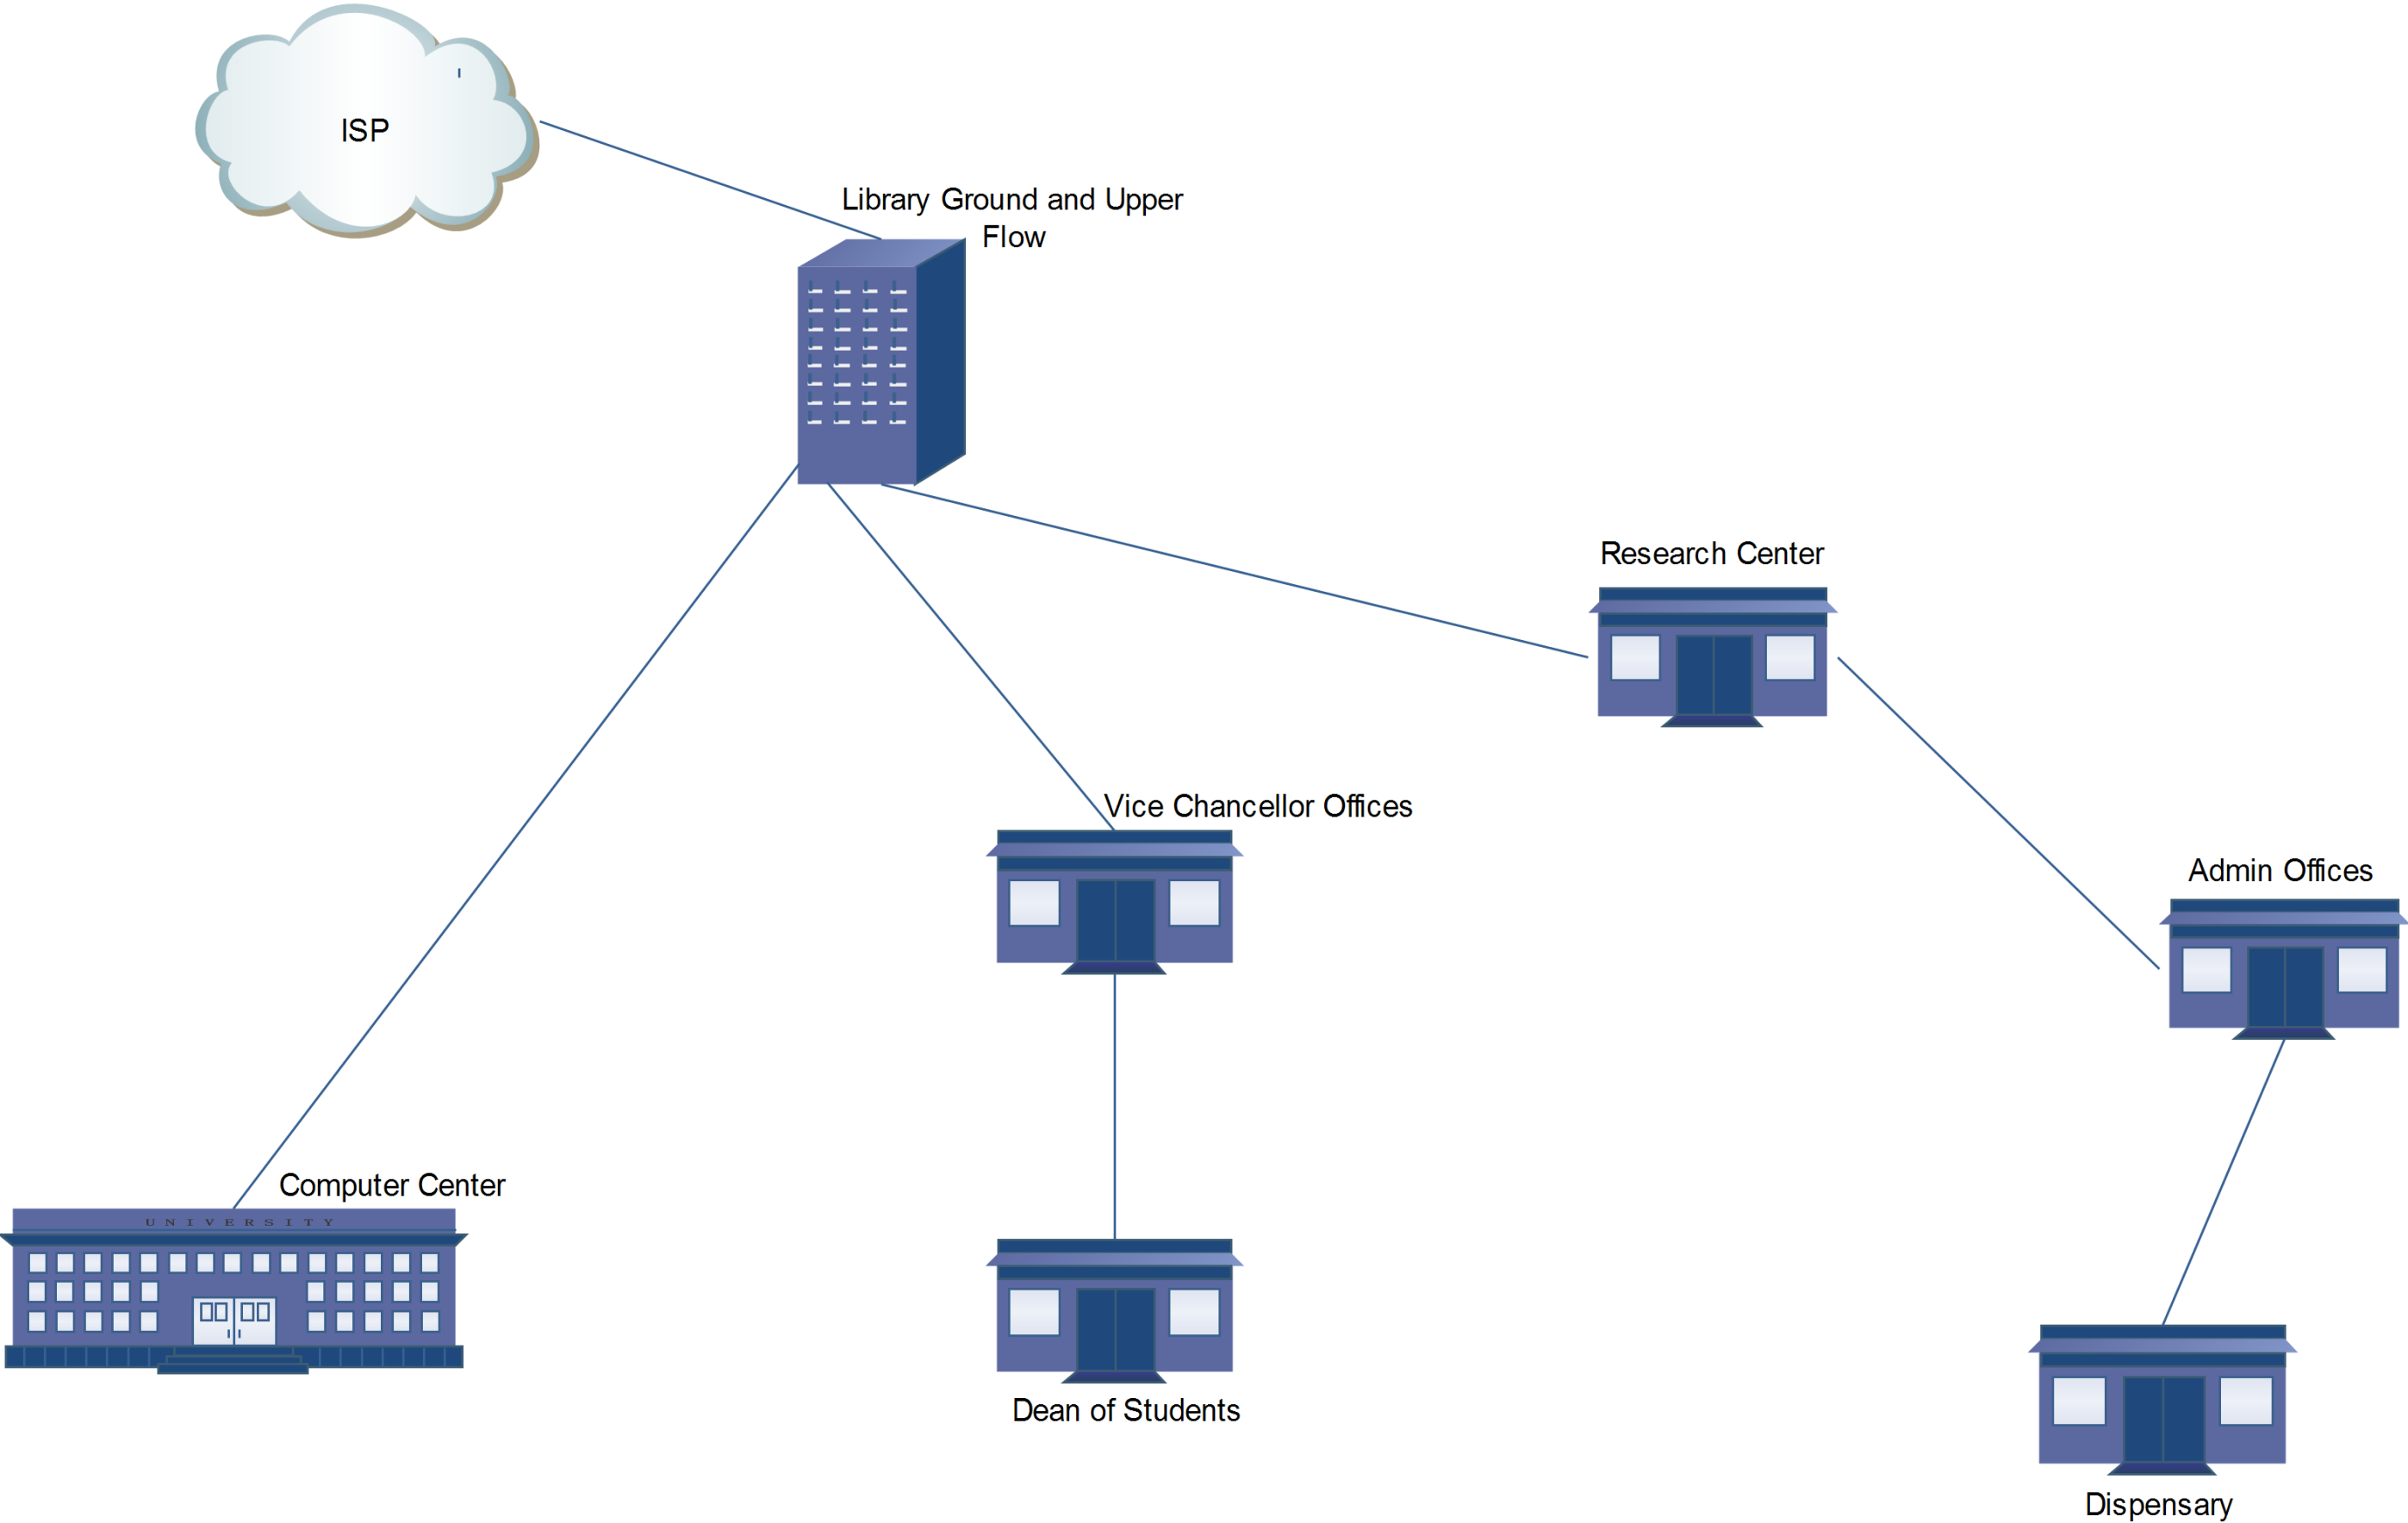 ISP
Library Ground and Upper
Flow
Research Center
Vice Chancellor Offices
Admin Offices
Computer Center
UNIVERSITY
Dean of Students
Dispensary